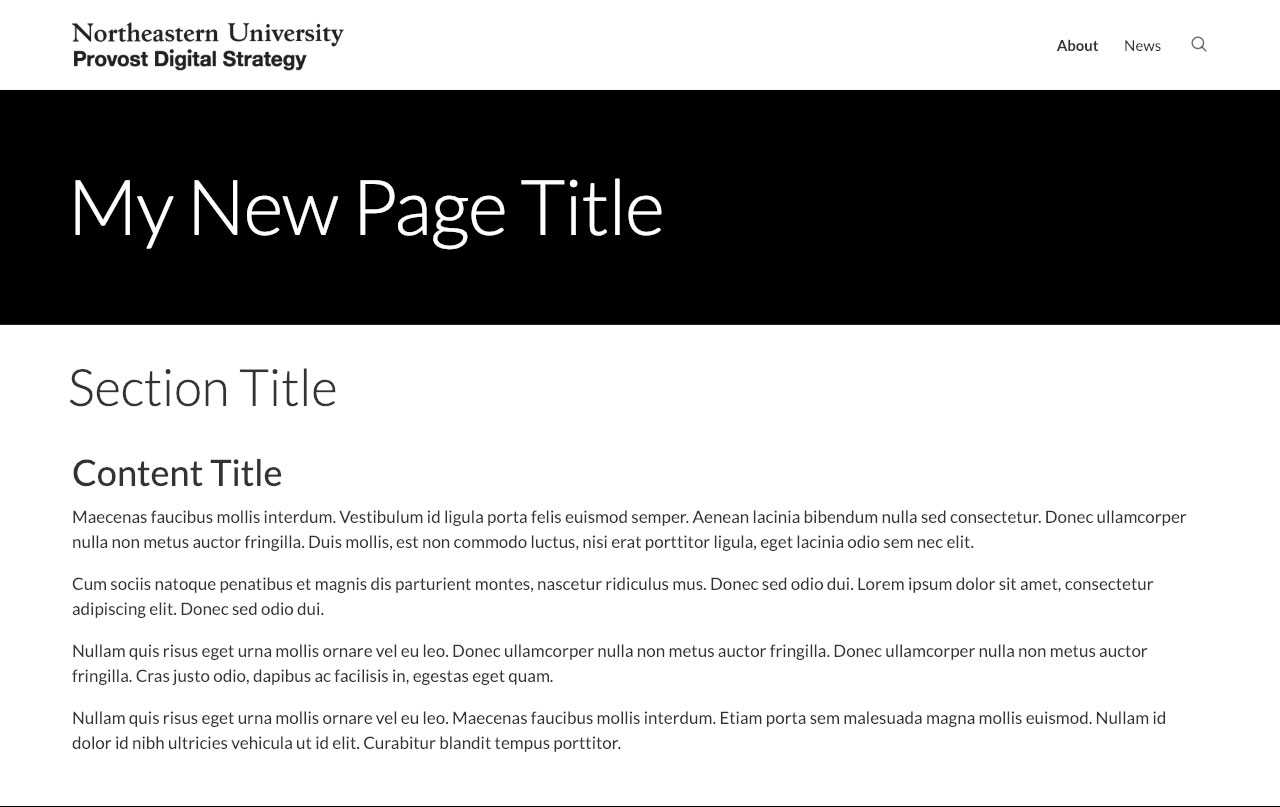 Northeastern University
Provost Digital Strategy
About News
My New Page Title
Section Title
Content Title
Maecenas faucibus mollis interdum. Vestibulum id ligula porta felis euismod semper. Aenean lacinia bibendum nulla sed consectetur. Donec ullamcorper
nulla non metus auctor fringilla. Duis mollis, est non commodo luctus, nisi erat porttitor ligula, eget lacinia odio sem nec elit.
Cum sociis natoque penatibus et magnis dis parturient montes, nascetur ridiculus mus. Donec sed odio dui. Lorem ipsum dolor sit amet, consectetur
adipiscing elit. Donec sed odio dui.
Nullam quis risus eget urna mollis ornare vel eu leo. Donec ullamcorper nulla non metus auctor fringilla. Donec ullamcorper nulla non metus auctor
fringilla. Cras justo odio, dapibus ac facilisis in, egestas eget quam.
Nullam quis risus eget urna mollis ornare vel eu leo. Maecenas faucibus mollis interdum. Etiam porta sem malesuada magna mollis euismod. Nullam id
dolor id nibh ultricies vehicula ut id elit. Curabitur blandit tempus porttitor.